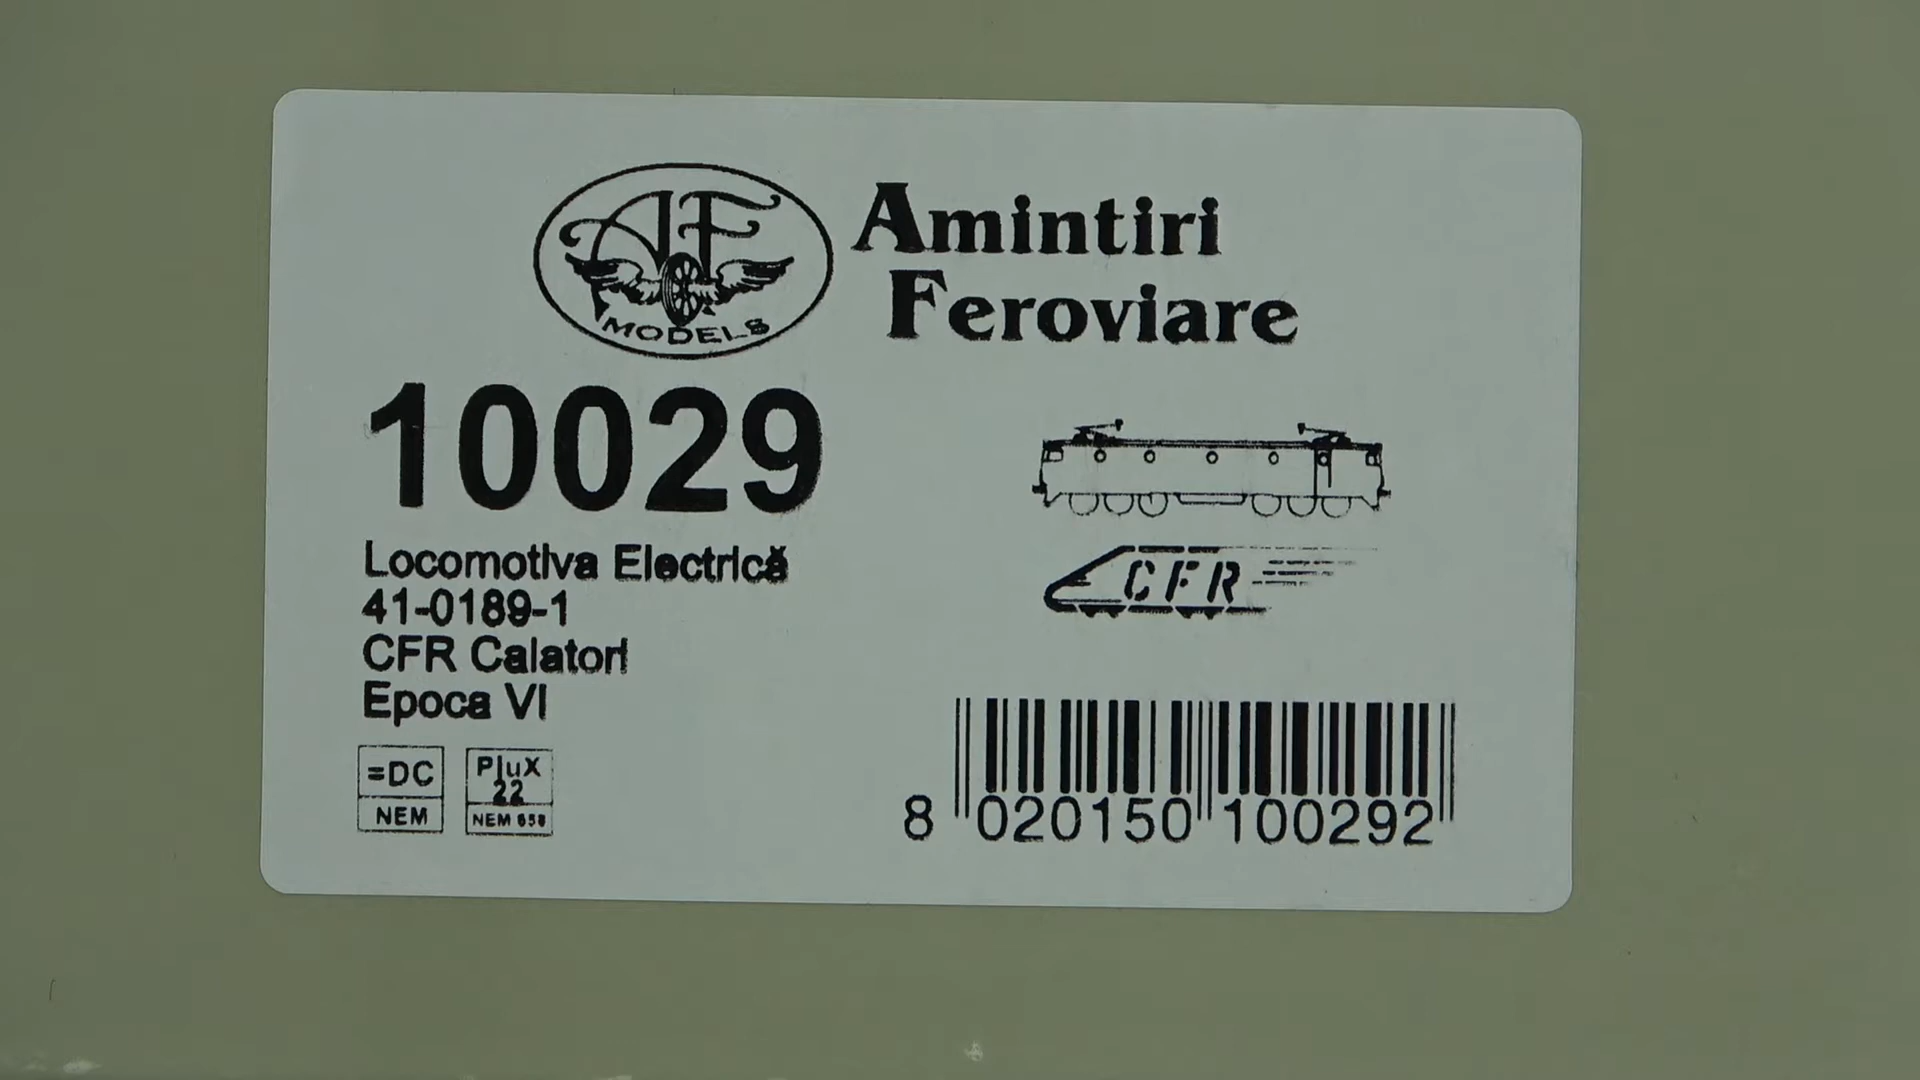 AF
MODELS
Amintiri
Feroviare
10029
Locomotiva Electrică
41-0189-1
CFR Calatori
Epoca VI
=DC
NEM
PluX
22
NEM 658
CFR
8 020150 100292